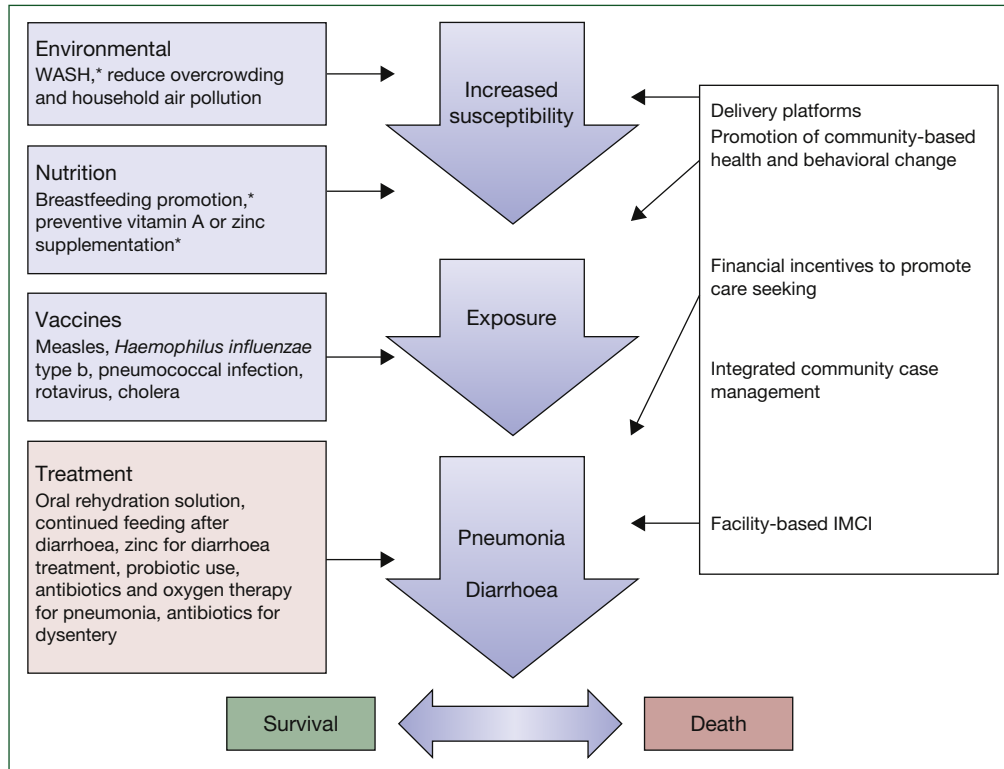 Environmental
WASH,* reduce overcrowding
and household air pollution
Nutrition
Breastfeeding promotion,*
preventive vitamin A or zinc
supplementation*
Vaccines
Measles, Haemophilus influenzae
type b, pneumococcal infection,
rotavirus, cholera
Treatment
Oral rehydration solution,
continued feeding after
diarrhoea, zinc for diarrhoea
treatment, probiotic use,
antibiotics and oxygen therapy
for pneumonia, antibiotics for
dysentery
Increased
susceptibility
Exposure
Pneumonia
Diarrhoea
Delivery platforms
Promotion of community-based
health and behavioral change
Financial incentives to promote
care seeking
Integrated community case
management
Facility-based IMCI
Survival
Death